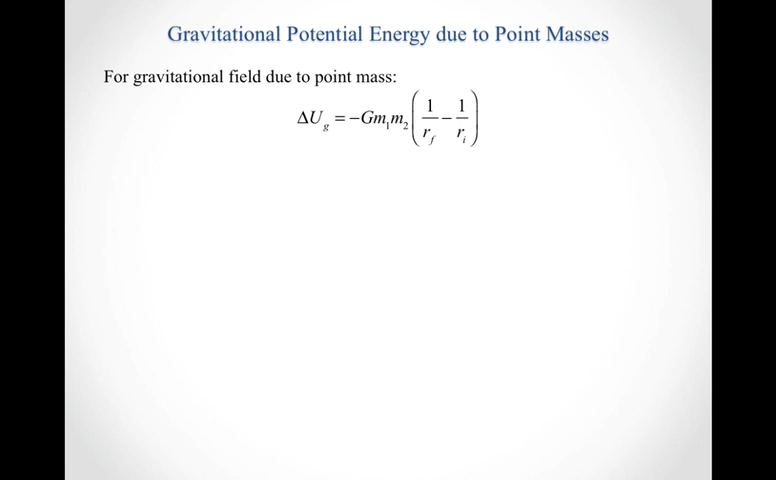 Gravitational Potential Energy due to Point Masses
For gravitational field due to point mass:
ΔU_g = −Gm₁m₂ (1/r_f − 1/r_i)